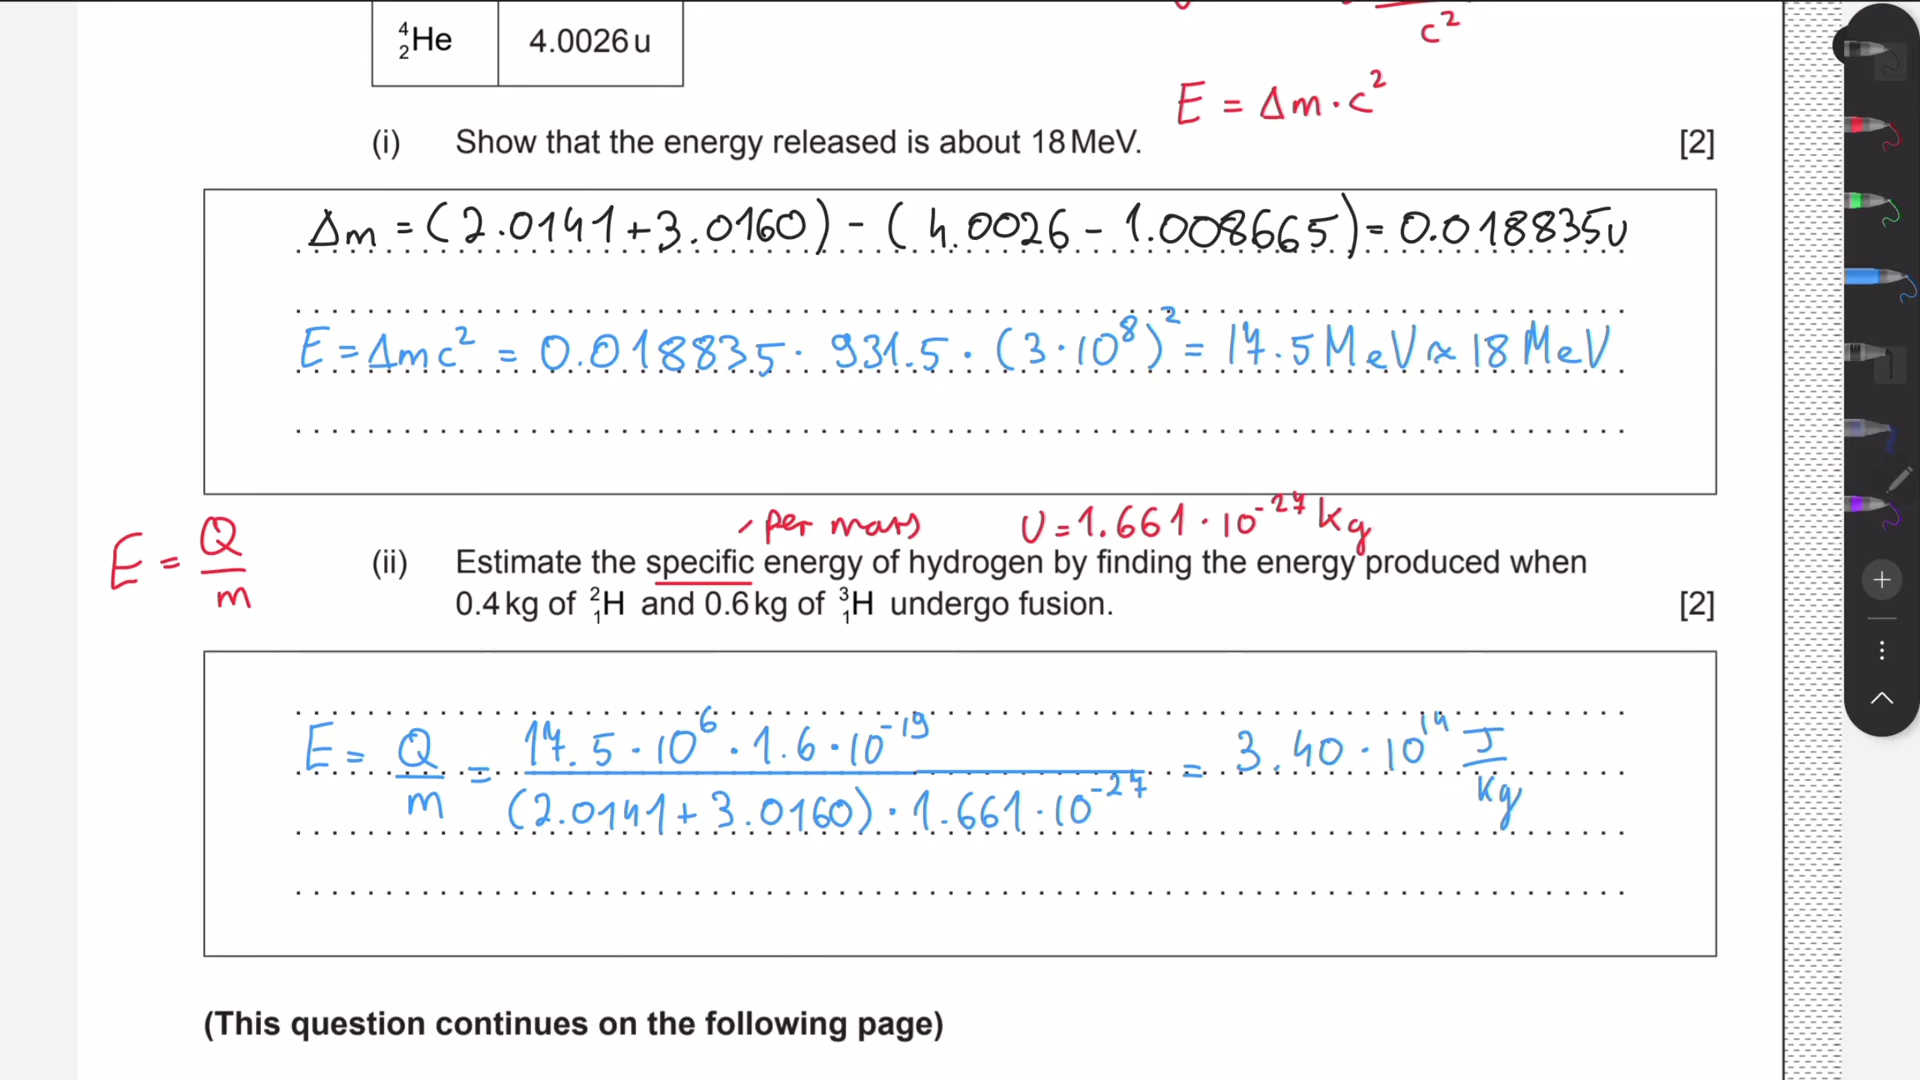 c²
⁴₂He 4.0026 u
E = Δm · c²
(i) Show that the energy released is about 18 MeV. [2]
Δm = (2.0141 + 3.0160) - (4.0026 - 1.008665) = 0.018835u
E = Δmc² = 0.018835 · 931.5 · (3 · 10⁸)² = 17.5 MeV ≈ 18 MeV
per mass U = 1.661 · 10⁻²⁷ kg
E = Q/m
(ii) Estimate the specific energy of hydrogen by finding the energy produced when
0.4 kg of ²₁H and 0.6 kg of ³₁H undergo fusion. [2]
E = Q/m = 17.5 · 10⁶ · 1.6 · 10⁻¹⁹ / (2.0141 + 3.0160) · 1.661 · 10⁻²⁷ = 3.40 · 10¹⁴ J/kg
(This question continues on the following page)